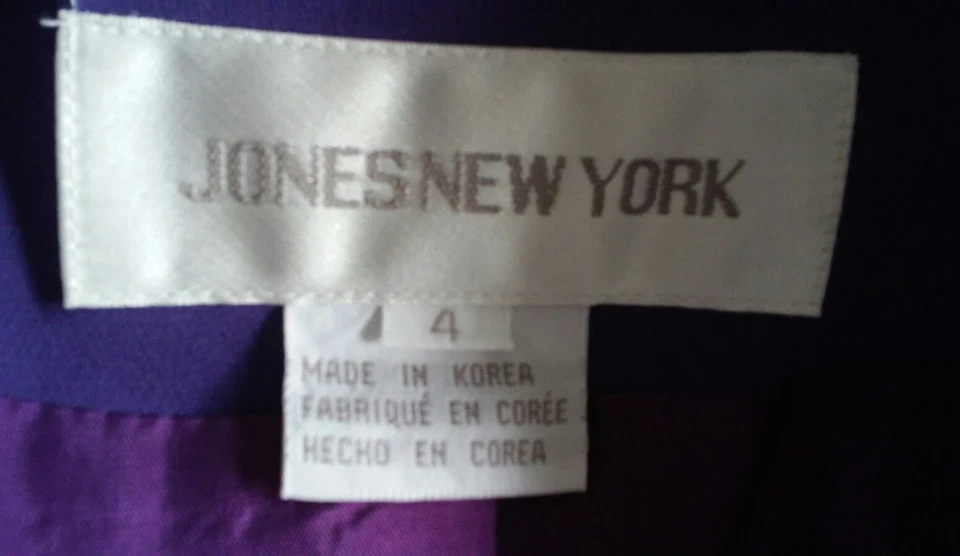 JONES NEW YORK
4
MADE IN KOREA
FABRIQUÉ EN CORÉE
HECHO EN COREA